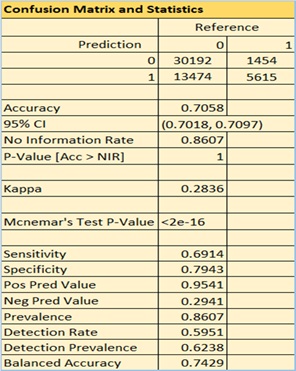 Confusion Matrix and Statistics
Reference
Prediction 0 1
0 30192 1454
1 13474 5615
Accuracy 0.7058
95% CI (0.7018, 0.7097)
No Information Rate 0.8607
P-Value [Acc > NIR] 1
Kappa 0.2836
Mcnemar's Test P-Value <2e-16
Sensitivity 0.6914
Specificity 0.7943
Pos Pred Value 0.9541
Neg Pred Value 0.2941
Prevalence 0.8607
Detection Rate 0.5951
Detection Prevalence 0.6238
Balanced Accuracy 0.7429